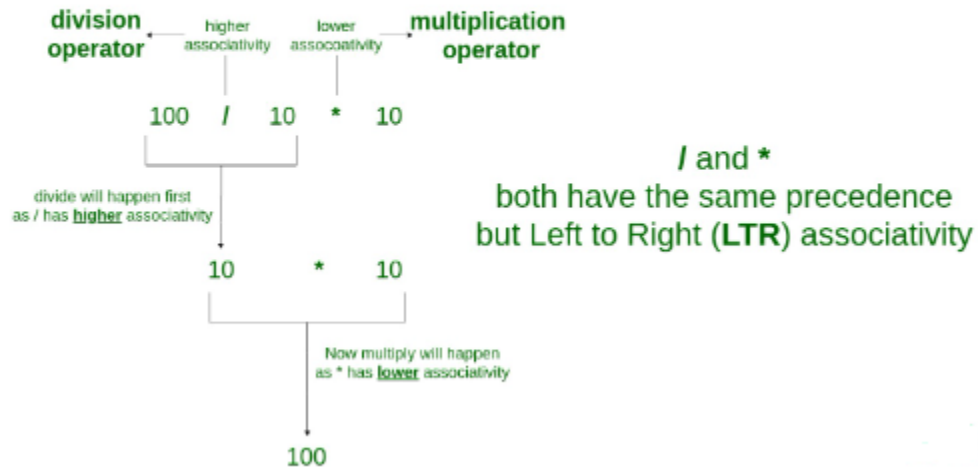 division
operator
higher
associativity
lower
assocoativity
multiplication
operator
100 / 10 * 10
divide will happen first
as / has higher associativity
/ and *
both have the same precedence
but Left to Right (LTR) associativity
10 * 10
Now multiply will happen
as * has lower associativity
100